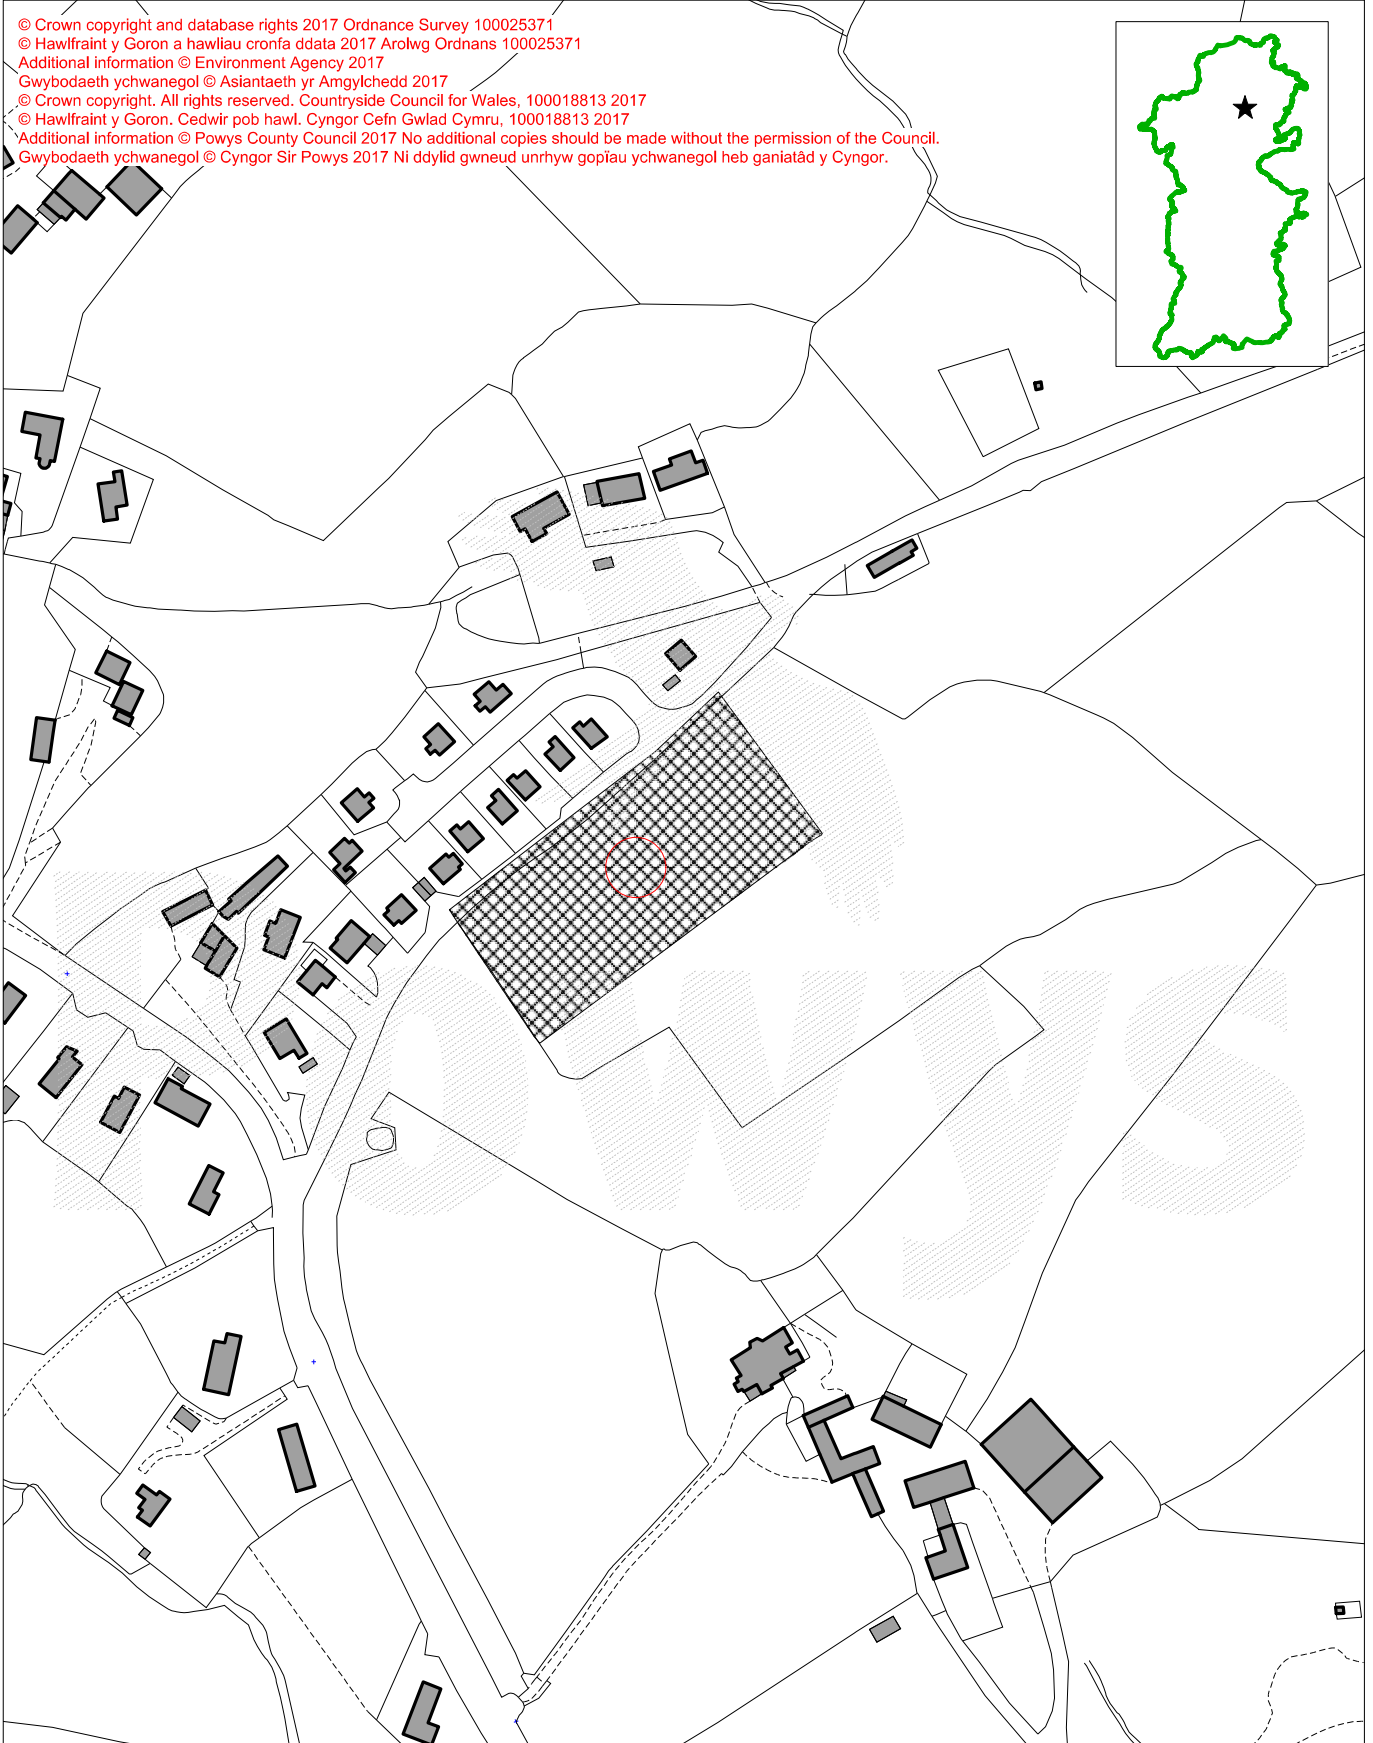 © Crown copyright and database rights 2017 Ordnance Survey 100025371
© Hawlfraint y Goron a hawliau cronfa ddata 2017 Arolwg Ordnans 100025371
Additional information © Environment Agency 2017
Gwybodaeth ychwanegol © Asiantaeth yr Amgylchedd 2017
© Crown copyright. All rights reserved. Countryside Council for Wales, 100018813 2017
© Hawlfraint y Goron. Cedwir pob hawl. Cyngor Cefn Gwlad Cymru, 100018813 2017
Additional information © Powys County Council 2017 No additional copies should be made without the permission of the Council.
Gwybodaeth ychwanegol © Cyngor Sir Powys 2017 Ni ddylid gwneud unrhyw gopïau ychwanegol heb ganiatâd y Cyngor.
Powys